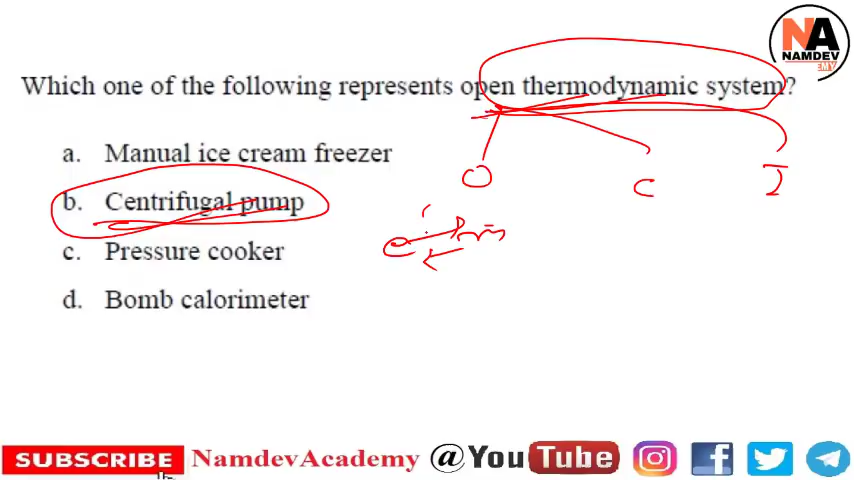 NA
NAMDEV
EMY
Which one of the following represents open thermodynamic system?
a. Manual ice cream freezer
b. Centrifugal pump
c. Pressure cooker
d. Bomb calorimeter
O C I
SUBSCRIBE NamdevAcademy @YouTube